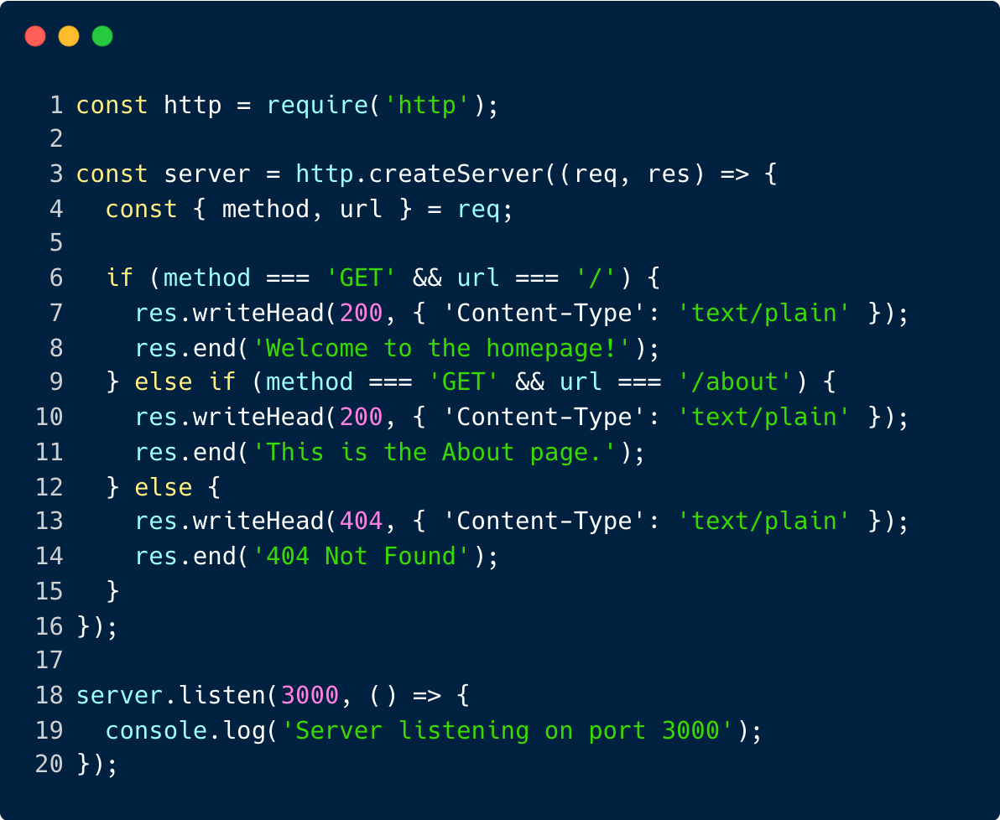 1 const http = require('http');
2
3 const server = http.createServer((req, res) => {
4   const { method, url } = req;
5
6   if (method === 'GET' && url === '/') {
7     res.writeHead(200, { 'Content-Type': 'text/plain' });
8     res.end('Welcome to the homepage!');
9   } else if (method === 'GET' && url === '/about') {
10     res.writeHead(200, { 'Content-Type': 'text/plain' });
11     res.end('This is the About page.');
12   } else {
13     res.writeHead(404, { 'Content-Type': 'text/plain' });
14     res.end('404 Not Found');
15   }
16 });
17
18 server.listen(3000, () => {
19   console.log('Server listening on port 3000');
20 });